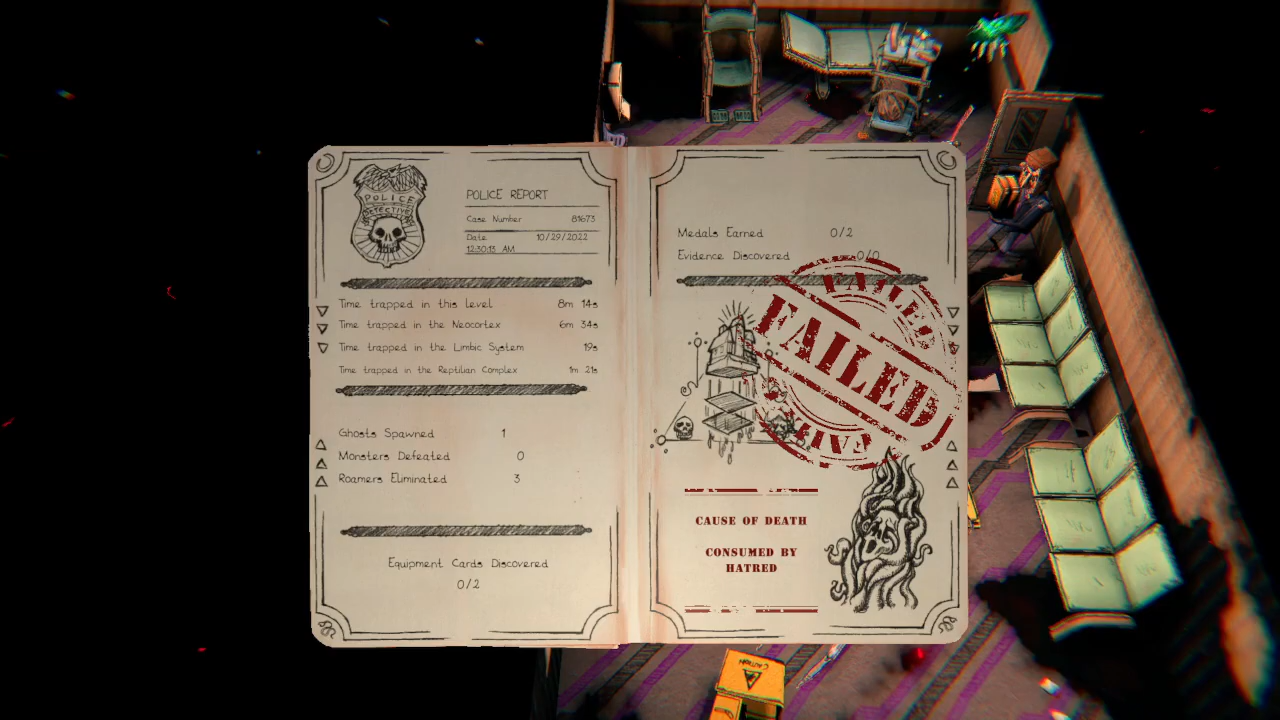 POLICE
DETECTIVE
POLICE REPORT
Case Number 81673
Date 10/29/2022
12:30:13 AM
Time trapped in this level 8m 14s
Time trapped in the Neocortex 6m 34s
Time trapped in the Limbic System 19s
Time trapped in the Reptilian Complex 1m 21s
Ghosts Spawned 1
Monsters Defeated 0
Roamers Eliminated 3
Equipment Cards Discovered
0/2
Medals Earned 0/2
Evidence Discovered 0/0
FAILED
FAILED
CAUSE OF DEATH
CONSUMED BY
HATRED
CAUTION